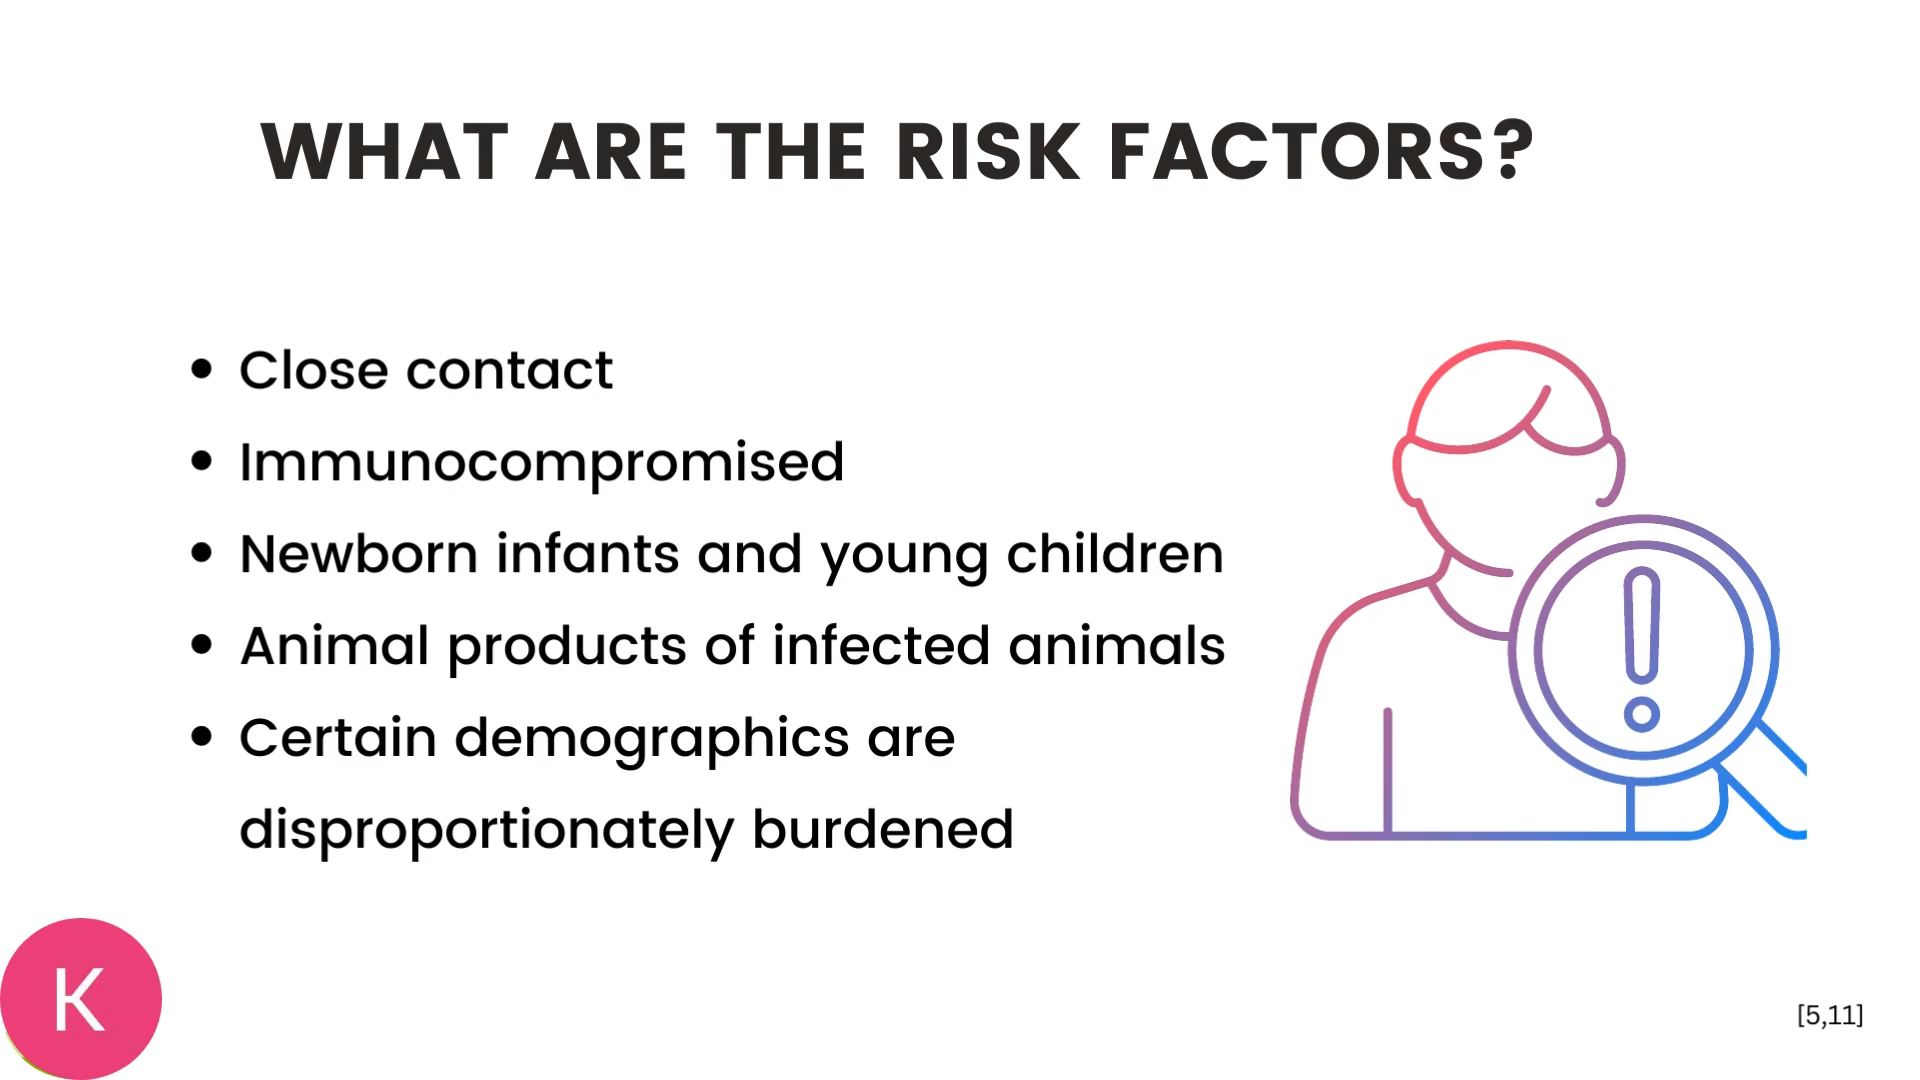 WHAT ARE THE RISK FACTORS?
• Close contact
• Immunocompromised
• Newborn infants and young children
• Animal products of infected animals
• Certain demographics are
disproportionately burdened
K
[5,11]